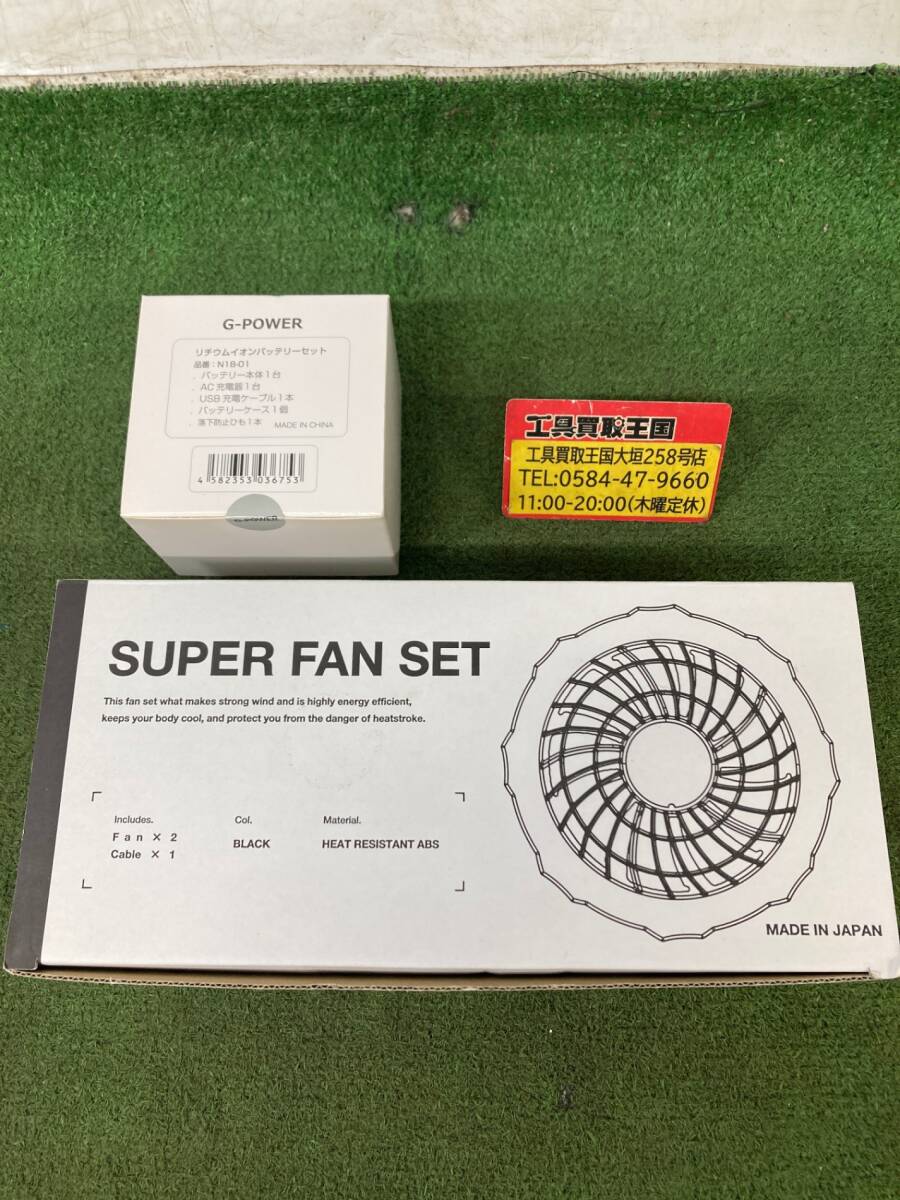 G-POWER
リチウムイオンバッテリーセット
品番：N18-01
．バッテリー本体１台
．AC充電器１台
．USB充電ケーブル１本
．バッテリーケース１個
．落下防止ひも１本 MADE IN CHINA
4 582353 036753
G-POWER
工具買取王国
工具買取王国大垣258号店
TEL:0584-47-9660
11:00-20:00(木曜定休)
SUPER FAN SET
This fan set what makes strong wind and is highly energy efficient,
keeps your body cool, and protect you from the danger of heatstroke.
Includes. Col. Material.
Fan × 2 BLACK HEAT RESISTANT ABS
Cable × 1
MADE IN JAPAN